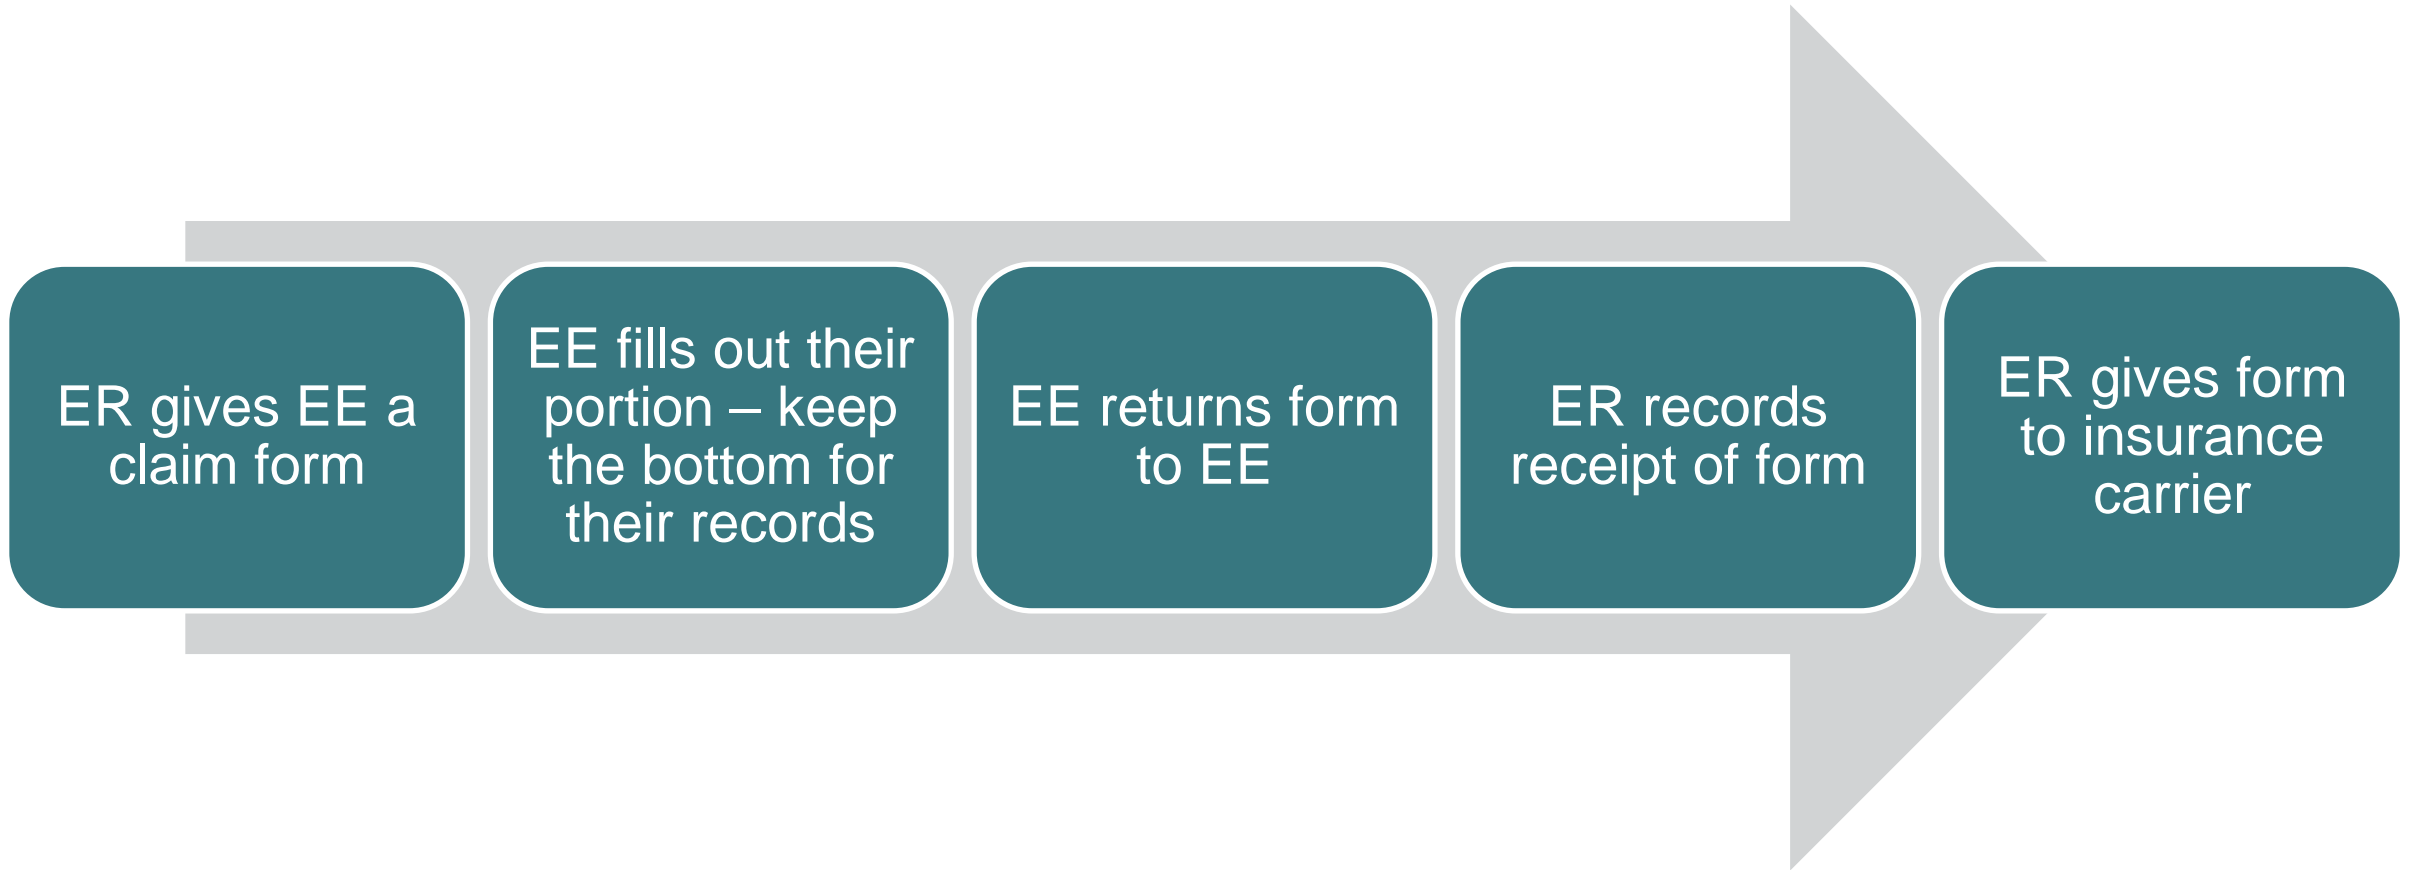 ER gives EE a
claim form
EE fills out their
portion – keep
the bottom for
their records
EE returns form
to EE
ER records
receipt of form
ER gives form
to insurance
carrier